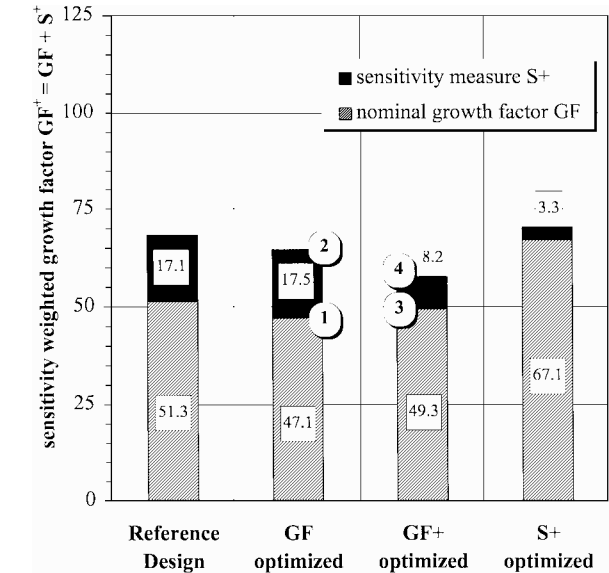 sensitivity weighted growth factor GF+ = GF + S+
125
100
75
50
25
0
sensitivity measure S+
nominal growth factor GF
17.1
51.3
2
17.5
1
47.1
8.2
4
3
49.3
3.3
67.1
Reference
Design
GF
optimized
GF+
optimized
S+
optimized